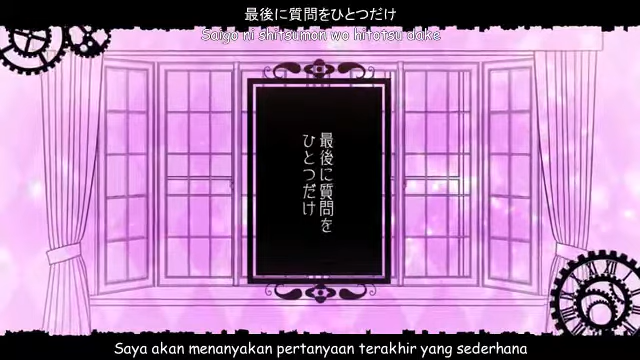 最後に質問をひとつだけ
Saigo ni shitsumon wo hitotsu dake
最後に質問を
ひとつだけ
Saya akan menanyakan pertanyaan terakhir yang sederhana